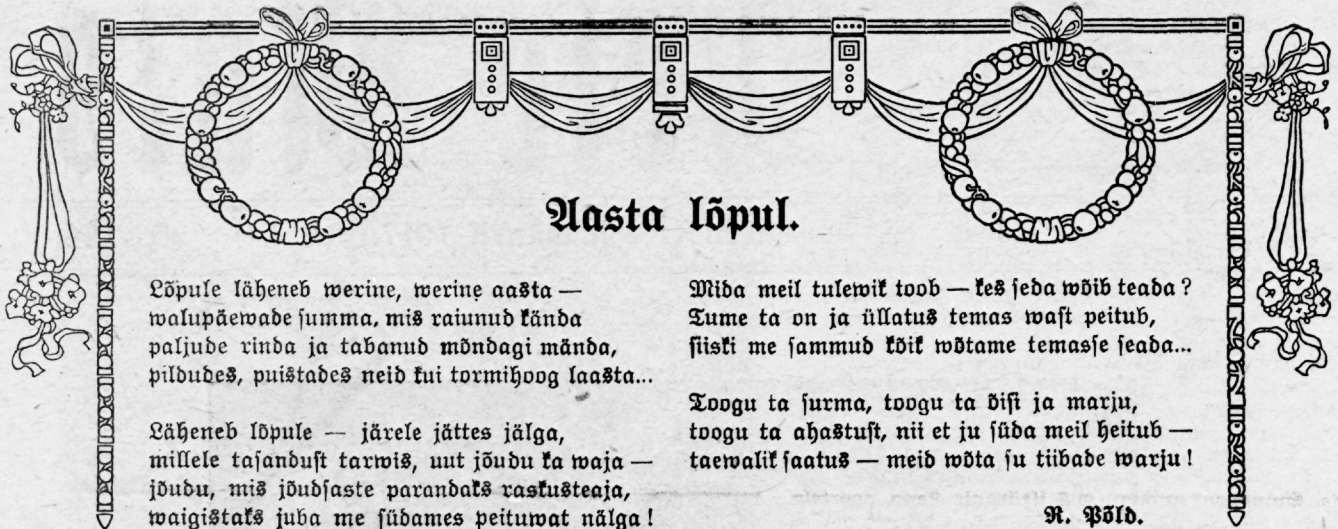 Aasta lõpul.
Lõpule läheneb werine, werine aasta —
walupäewade summa, mis raiunud kända
paljude rinda ja tabanud mõndagi mända,
pildudes, puistades neid kui tormihoog laasta...
Läheneb lõpule — järele jättes jälga,
millele tasandust tarwis, uut jõudu ka waja —
jõudu, mis jõudsaste parandaks raskusteaja,
waigistaks juba me südames peituwat nälga!
Mida meil tulewik toob — kes seda wõib teada?
Tume ta on ja üllatus temas wast peitub,
siiski me sammud kõik wõtame temasse seada...
Toogu ta surma, toogu ta õisi ja marju,
toogu ta ahastust, nii et ju süda meil heitub —
taewalik saatus — meid wõta su tiibade warju!
R. Põld.